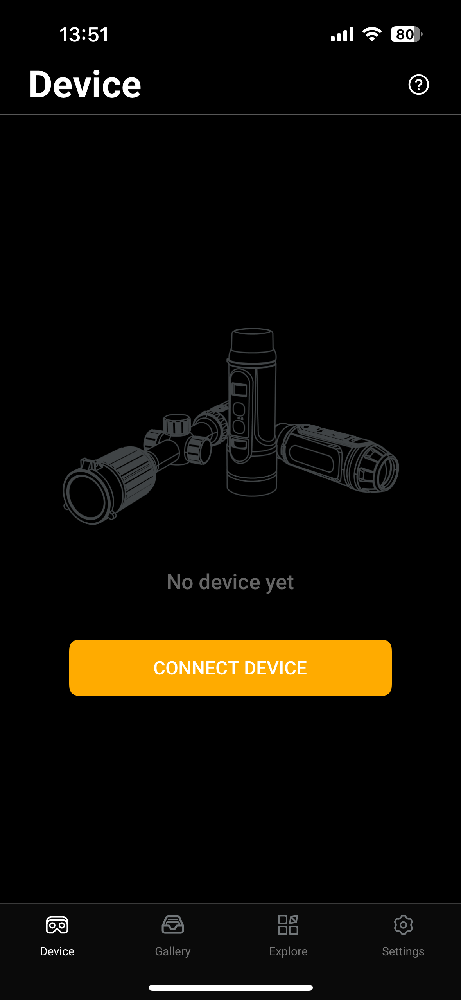 13:51
80
Device
No device yet
CONNECT DEVICE
Device
Gallery
Explore
Settings